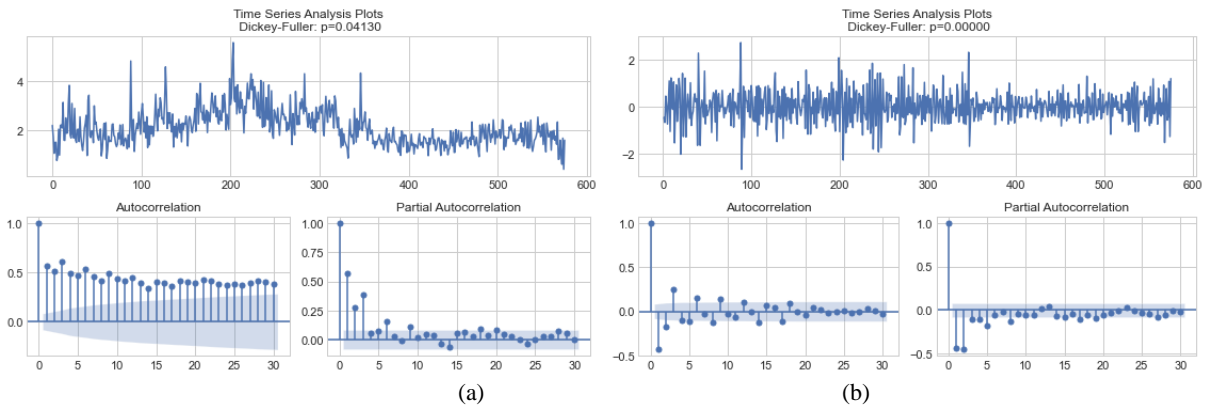 Time Series Analysis Plots
Dickey-Fuller: p=0.04130
4
2
0 100 200 300 400 500 600
Autocorrelation
1.0
0.5
0.0
0 5 10 15 20 25 30
Partial Autocorrelation
1.00
0.75
0.50
0.25
0.00
0 5 10 15 20 25 30
(a)
Time Series Analysis Plots
Dickey-Fuller: p=0.00000
2
0
−2
0 100 200 300 400 500 600
Autocorrelation
1.0
0.5
0.0
−0.5
0 5 10 15 20 25 30
Partial Autocorrelation
1.0
0.5
0.0
−0.5
0 5 10 15 20 25 30
(b)